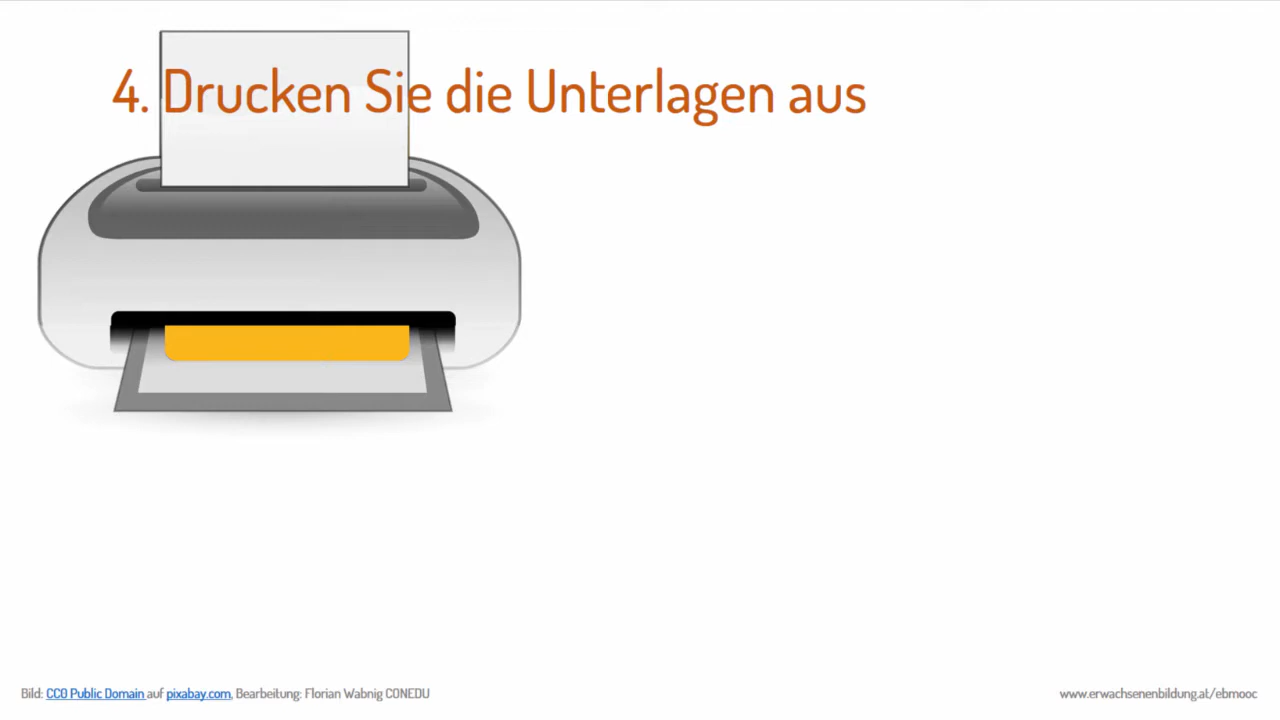 4. Drucken Sie die Unterlagen aus
Bild: CC0 Public Domain auf pixabay.com, Bearbeitung: Florian Wabnig CONEDU
www.erwachsenenbildung.at/ebmooc